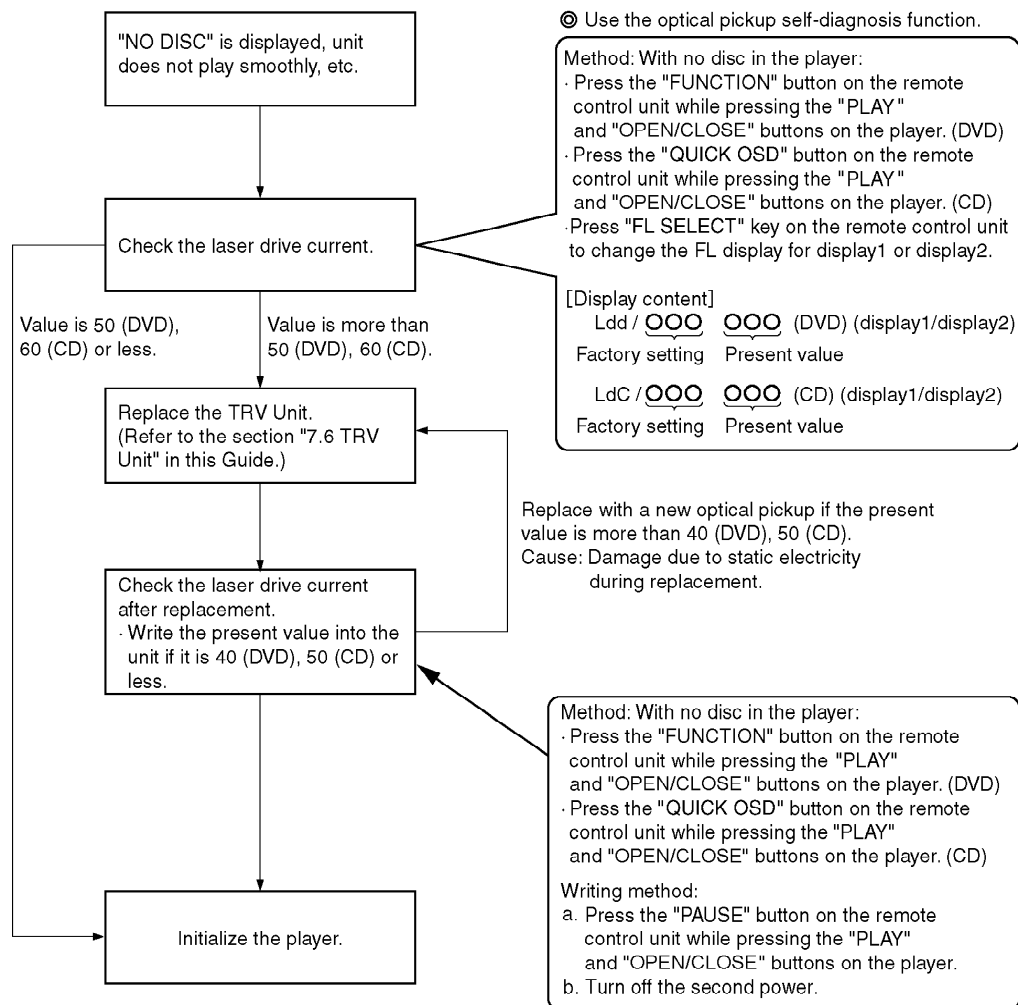 "NO DISC" is displayed, unit
does not play smoothly, etc.
◎ Use the optical pickup self-diagnosis function.
Method: With no disc in the player:
· Press the "FUNCTION" button on the remote
control unit while pressing the "PLAY"
and "OPEN/CLOSE" buttons on the player. (DVD)
· Press the "QUICK OSD" button on the remote
control unit while pressing the "PLAY"
and "OPEN/CLOSE" buttons on the player. (CD)
·Press "FL SELECT" key on the remote control unit
to change the FL display for display1 or display2.
[Display content]
Ldd / OOO OOO (DVD) (display1/display2)
Factory setting Present value
LdC / OOO OOO (CD) (display1/display2)
Factory setting Present value
Check the laser drive current.
Value is 50 (DVD),
60 (CD) or less.
Value is more than
50 (DVD), 60 (CD).
Replace the TRV Unit.
(Refer to the section "7.6 TRV
Unit" in this Guide.)
Replace with a new optical pickup if the present
value is more than 40 (DVD), 50 (CD).
Cause: Damage due to static electricity
during replacement.
Check the laser drive current
after replacement.
· Write the present value into the
unit if it is 40 (DVD), 50 (CD) or
less.
Method: With no disc in the player:
· Press the "FUNCTION" button on the remote
control unit while pressing the "PLAY"
and "OPEN/CLOSE" buttons on the player. (DVD)
· Press the "QUICK OSD" button on the remote
control unit while pressing the "PLAY"
and "OPEN/CLOSE" buttons on the player. (CD)
Writing method:
a. Press the "PAUSE" button on the remote
control unit while pressing the "PLAY"
and "OPEN/CLOSE" buttons on the player.
b. Turn off the second power.
Initialize the player.